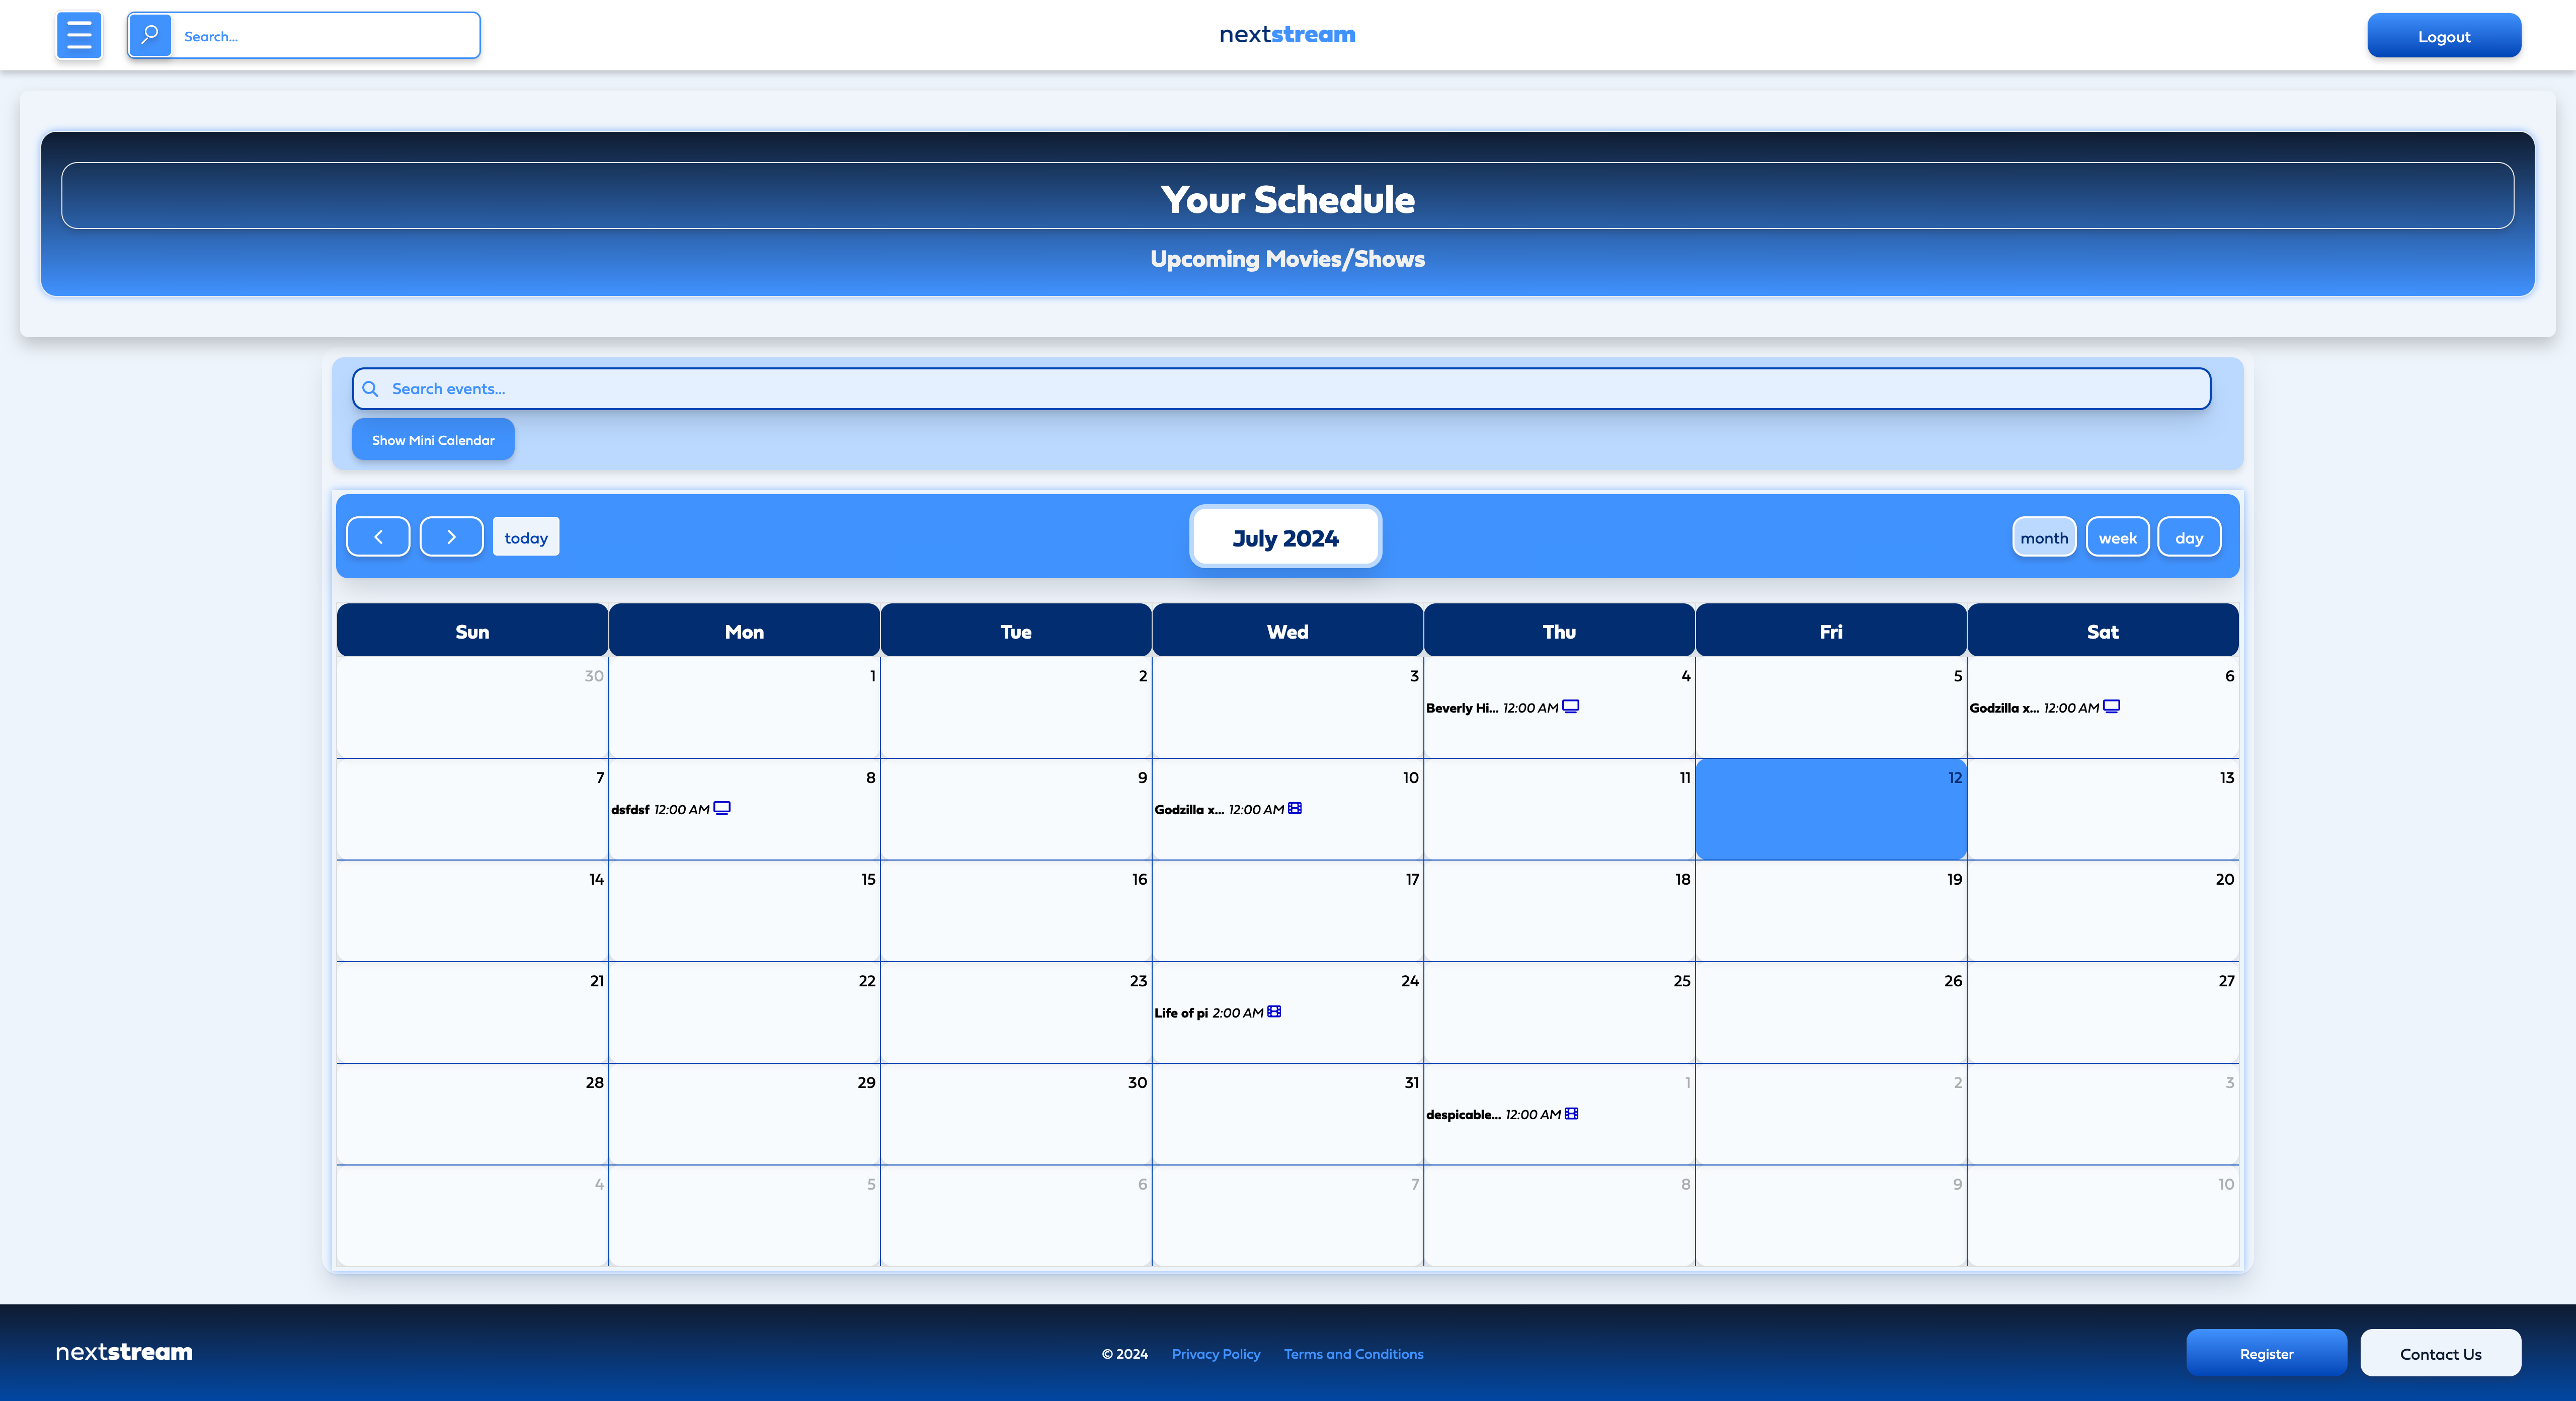 Search...
nextstream
Logout
Your Schedule
Upcoming Movies/Shows
Search events...
Show Mini Calendar
today
July 2024
month week day
Sun Mon Tue Wed Thu Fri Sat
30 1 2 3 4 5 6
Beverly Hi... 12:00 AM
Godzilla x... 12:00 AM
7 8 9 10 11 12 13
dsfdsf 12:00 AM
Godzilla x... 12:00 AM
14 15 16 17 18 19 20
21 22 23 24 25 26 27
Life of pi 2:00 AM
28 29 30 31 1 2 3
despicable... 12:00 AM
4 5 6 7 8 9 10
nextstream
© 2024 Privacy Policy Terms and Conditions
Register
Contact Us